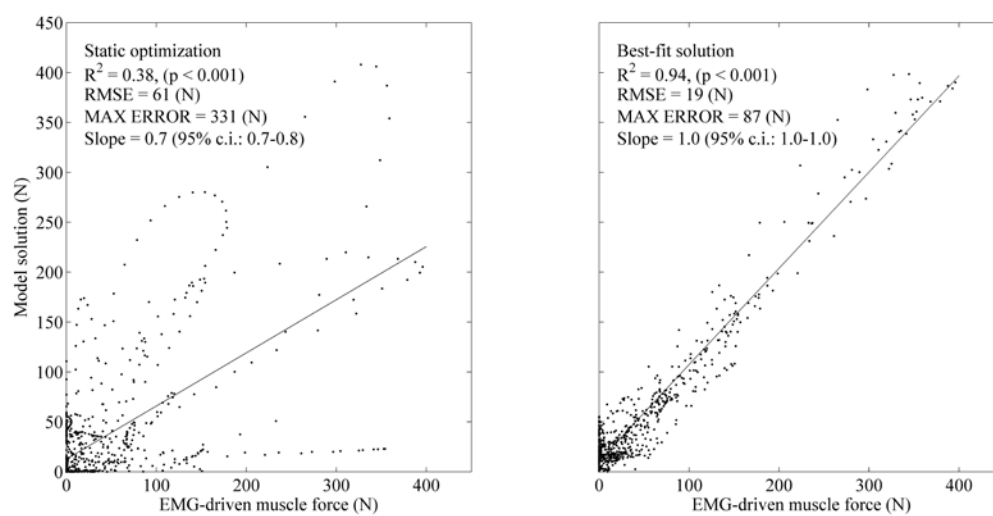 Static optimization
R² = 0.38, (p < 0.001)
RMSE = 61 (N)
MAX ERROR = 331 (N)
Slope = 0.7 (95% c.i.: 0.7-0.8)
Model solution (N)
450
400
350
300
250
200
150
100
50
0
0 100 200 300 400
EMG-driven muscle force (N)
Best-fit solution
R² = 0.94, (p < 0.001)
RMSE = 19 (N)
MAX ERROR = 87 (N)
Slope = 1.0 (95% c.i.: 1.0-1.0)
0 100 200 300 400
EMG-driven muscle force (N)